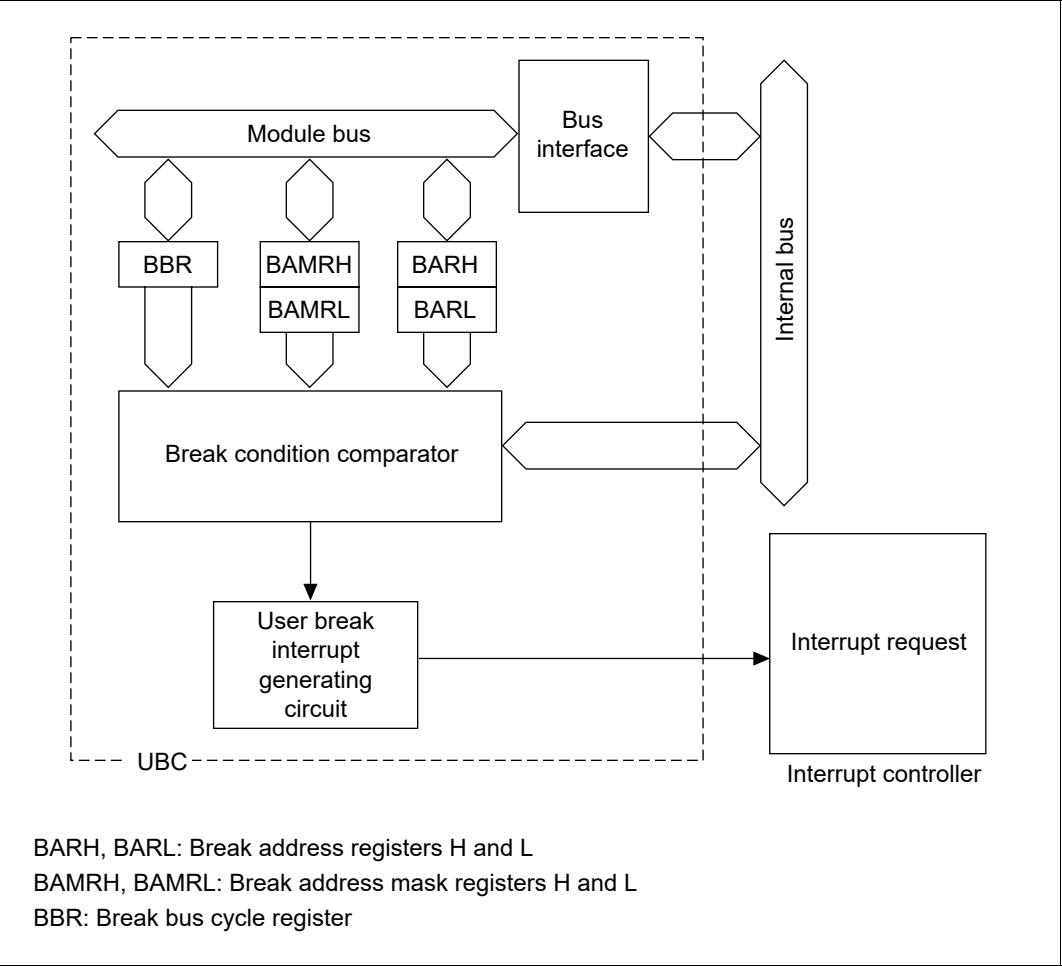 Module bus
Bus
interface
Internal bus
BBR
BAMRH
BARH
BAMRL
BARL
Break condition comparator
User break
interrupt
generating
circuit
Interrupt request
UBC
Interrupt controller
BARH, BARL: Break address registers H and L
BAMRH, BAMRL: Break address mask registers H and L
BBR: Break bus cycle register